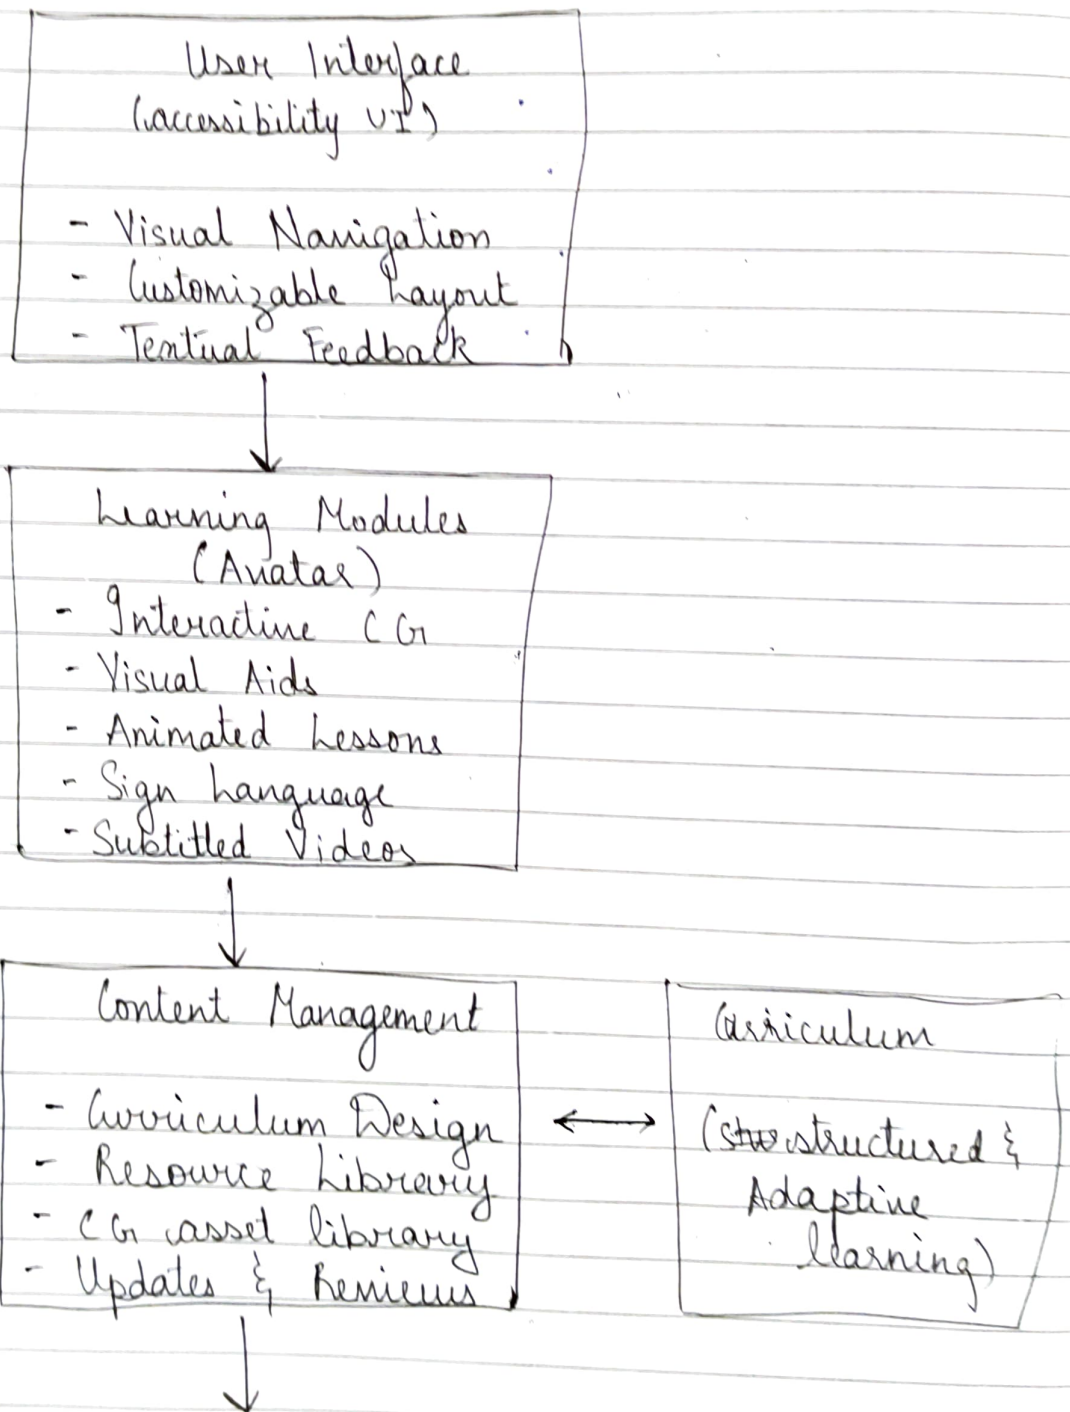 User Interface
(accessibility UI)
- Visual Navigation
- Customizable Layout
- Textual Feedback
Learning Modules
(Avatar)
- Interactive CG
- Visual Aids
- Animated Lessons
- Sign Language
- Subtitled Videos
Content Management
- Curriculum Design
- Resource Library
- CG asset library
- Updates & Reviews
Curriculum
(structured &
Adaptive
learning)